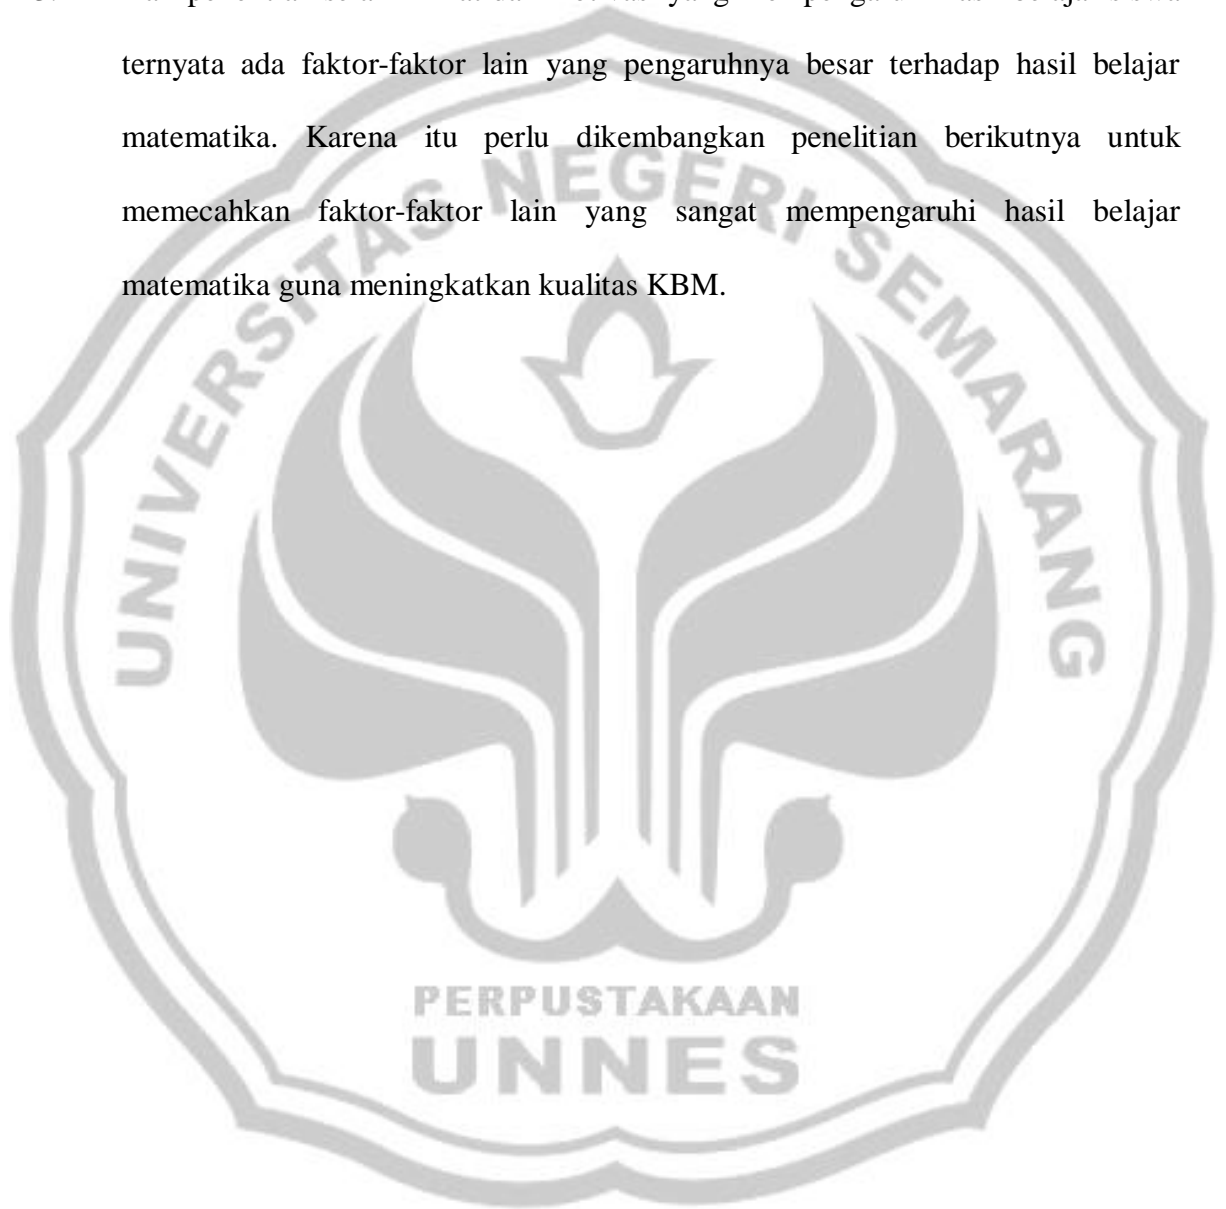 ternyata ada faktor-faktor lain yang pengaruhnya besar terhadap hasil belajar
matematika. Karena itu perlu dikembangkan penelitian berikutnya untuk
memecahkan faktor-faktor lain yang sangat mempengaruhi hasil belajar
matematika guna meningkatkan kualitas KBM.
UNIVERSITAS NEGERI SEMARANG
PERPUSTAKAAN
UNNES